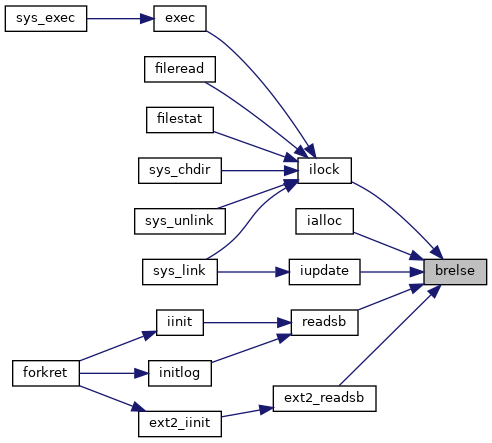 sys_exec
exec
fileread
filestat
sys_chdir
ilock
sys_unlink
ialloc
sys_link
iupdate
brelse
iinit
readsb
forkret
initlog
ext2_readsb
ext2_iinit